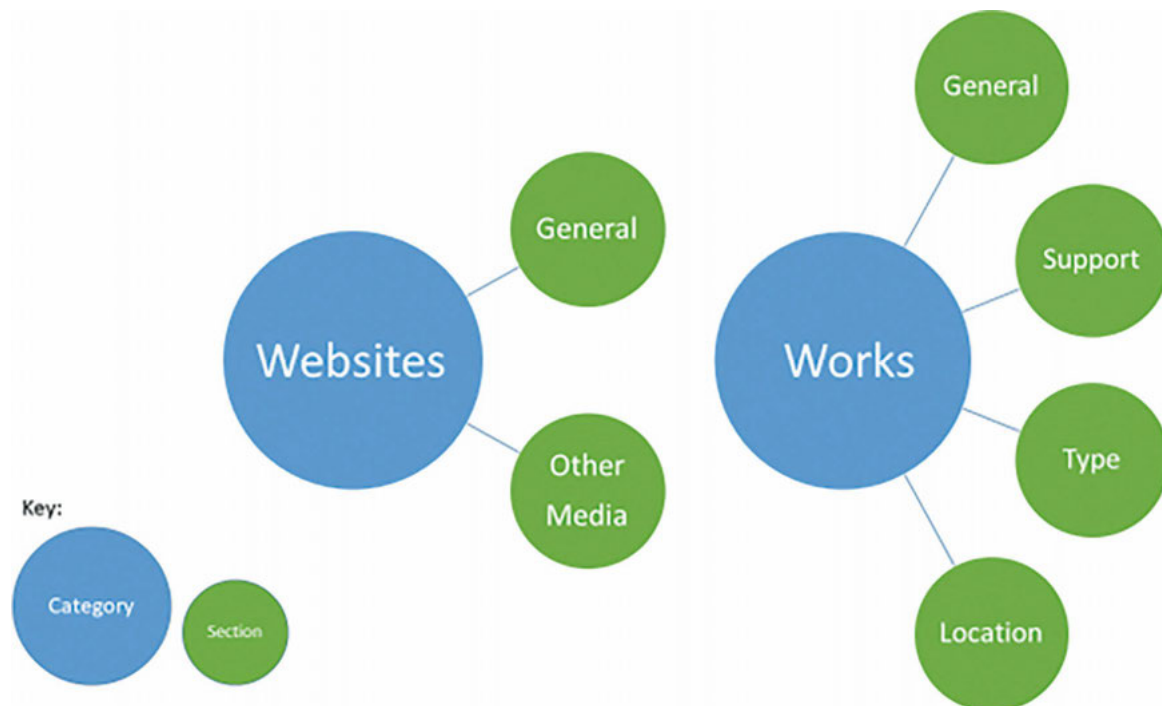 General
General
Support
Websites
Works
Type
Other
Media
Key:
Category
Section
Location